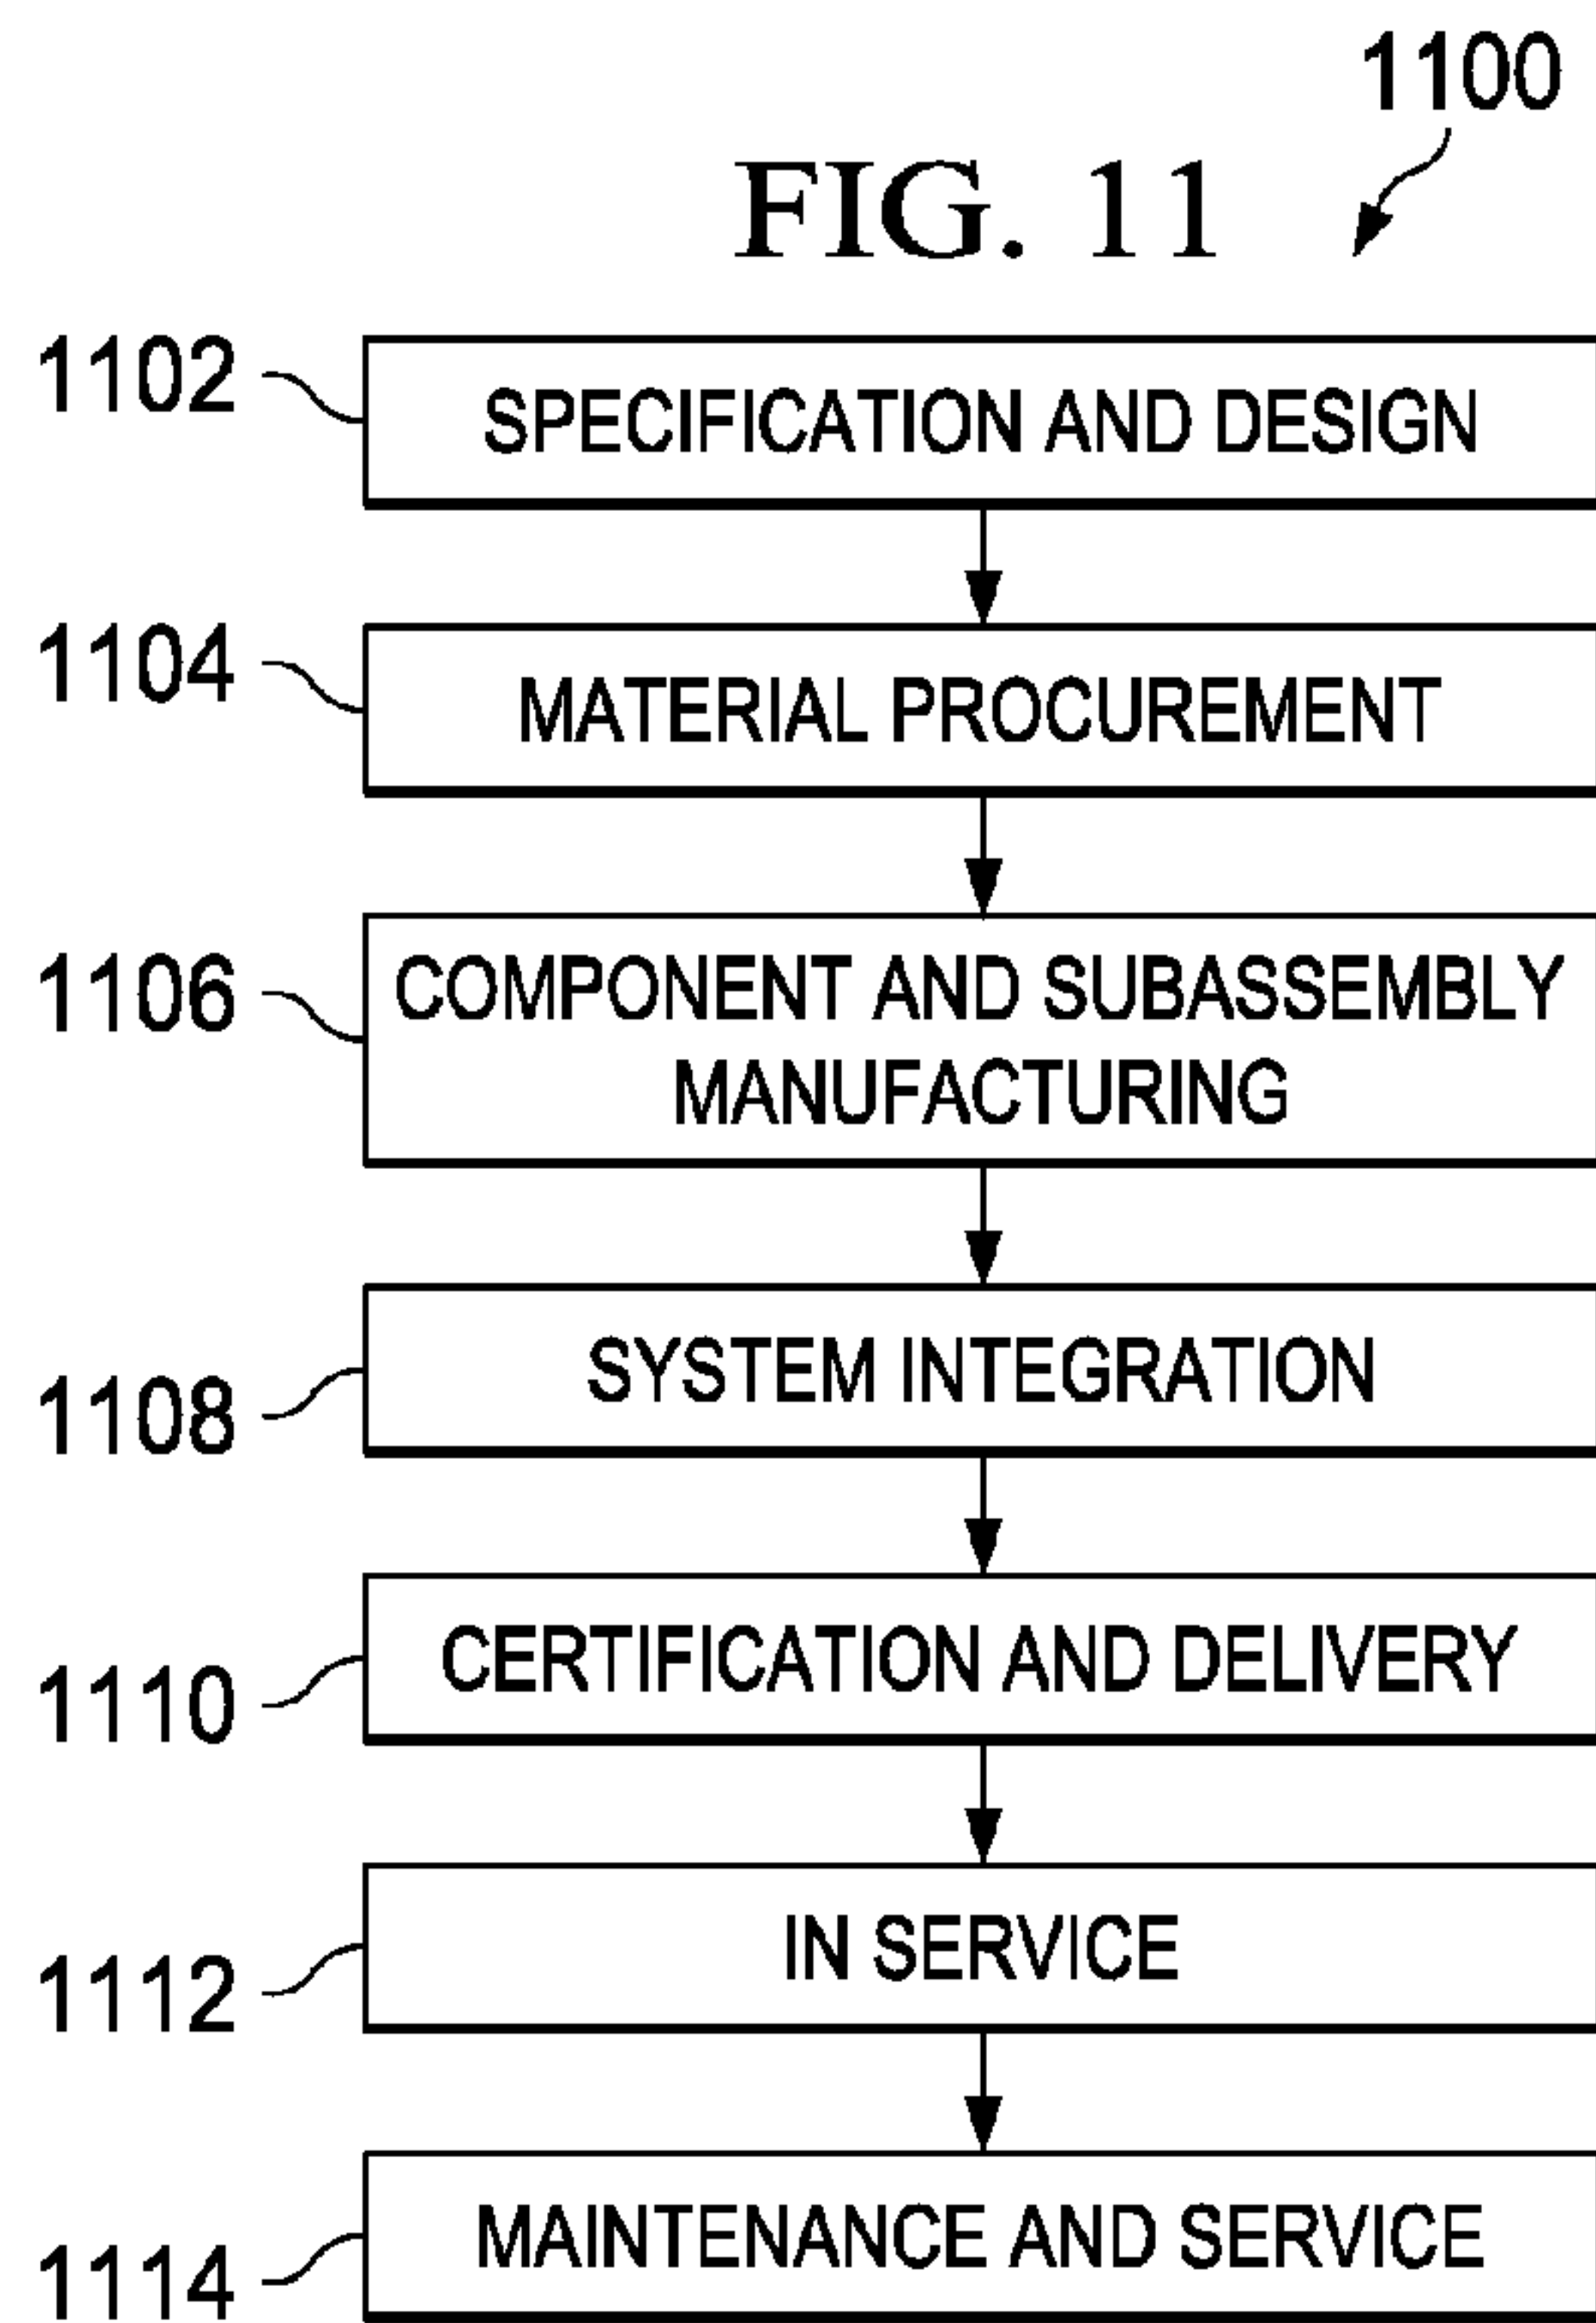 1100
FIG. 11
1102
SPECIFICATION AND DESIGN
1104
MATERIAL PROCUREMENT
1106
COMPONENT AND SUBASSEMBLY
MANUFACTURING
1108
SYSTEM INTEGRATION
1110
CERTIFICATION AND DELIVERY
1112
IN SERVICE
1114
MAINTENANCE AND SERVICE